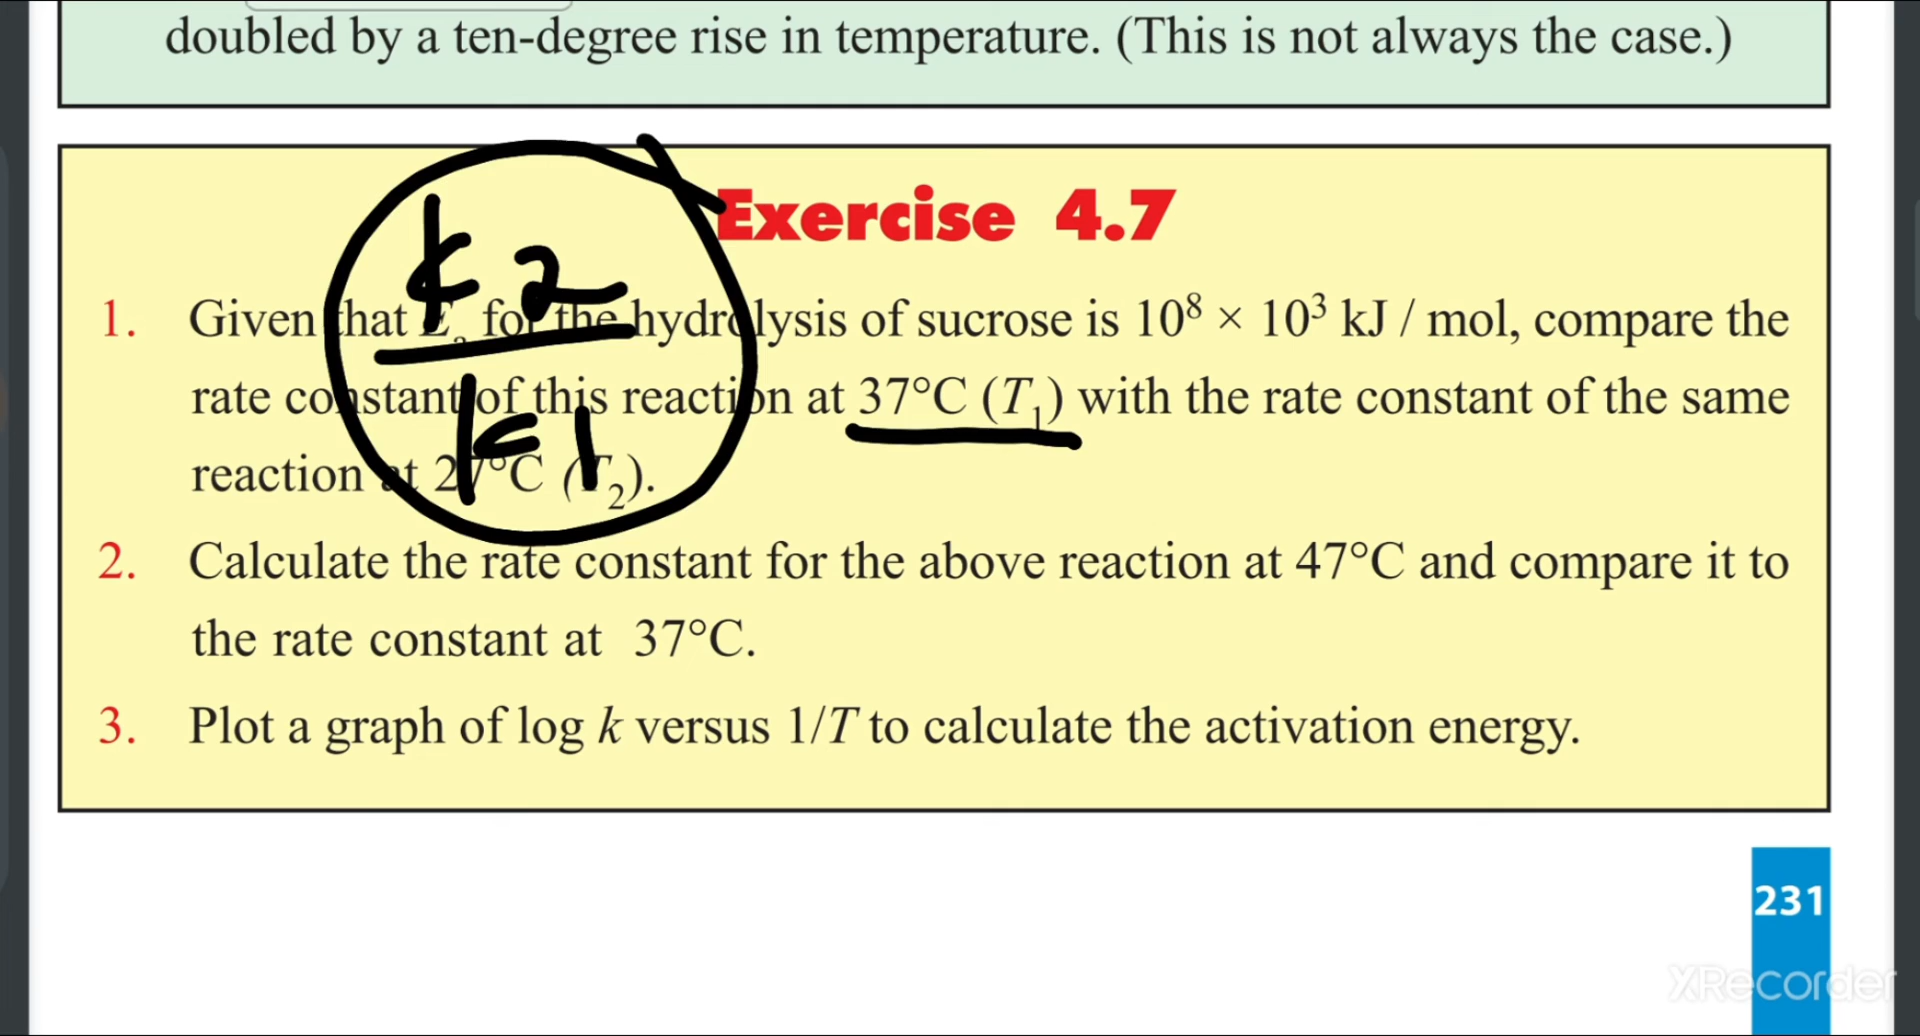 doubled by a ten-degree rise in temperature. (This is not always the case.)
Exercise 4.7
k2
k1
1. Given that Eₐ for the hydrolysis of sucrose is 10⁸ × 10³ kJ / mol, compare the
rate constant of this reaction at 37°C (T₁) with the rate constant of the same
reaction at 27°C (T₂).
2. Calculate the rate constant for the above reaction at 47°C and compare it to
the rate constant at 37°C.
3. Plot a graph of log k versus 1/T to calculate the activation energy.
231
XRecorder